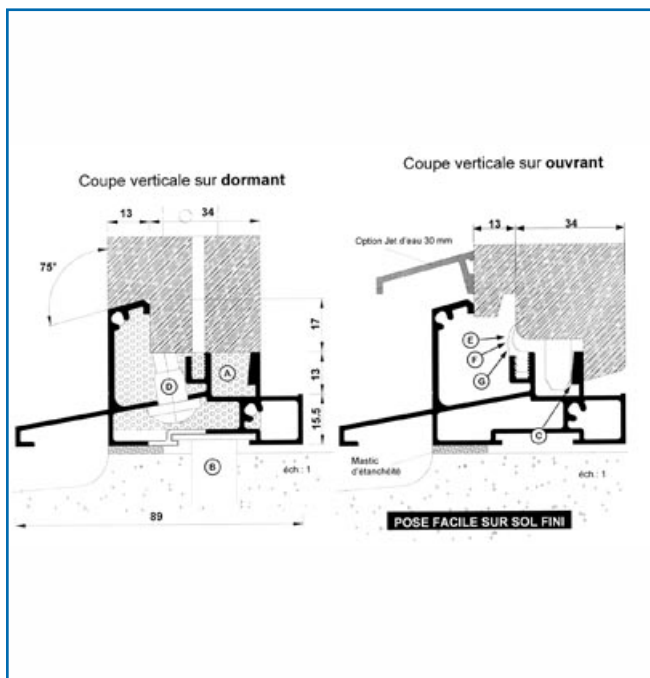 Coupe verticale sur dormant
13
34
75°
17
13
15.5
A
D
B
éch.: 1
89
Coupe verticale sur ouvrant
13
34
Option Jet d'eau 30 mm
E
F
G
C
Mastic
d'étanchéité
éch.: 1
POSE FACILE SUR SOL FINI